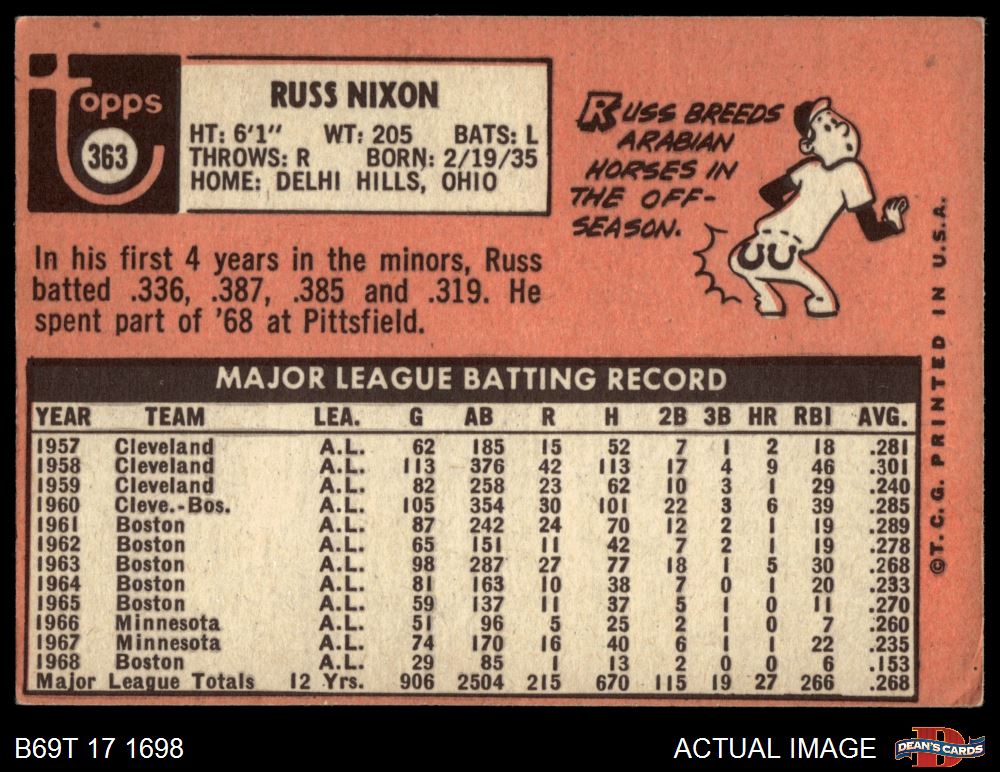 topps
363
RUSS NIXON
HT: 6'1" WT: 205 BATS: L
THROWS: R BORN: 2/19/35
HOME: DELHI HILLS, OHIO
RUSS BREEDS
ARABIAN
HORSES IN
THE OFF-
SEASON.
In his first 4 years in the minors, Russ
batted .336, .387, .385 and .319. He
spent part of '68 at Pittsfield.
MAJOR LEAGUE BATTING RECORD
YEAR TEAM LEA. G AB R H 2B 3B HR RBI AVG.
1957 Cleveland A.L. 62 185 15 52 7 1 2 18 .281
1958 Cleveland A.L. 113 376 42 113 17 4 9 46 .301
1959 Cleveland A.L. 82 258 23 62 10 3 1 29 .240
1960 Cleve.-Bos. A.L. 105 354 30 101 22 3 6 39 .285
1961 Boston A.L. 87 242 24 70 12 2 1 19 .289
1962 Boston A.L. 65 151 11 42 7 2 1 19 .278
1963 Boston A.L. 98 287 27 77 18 1 5 30 .268
1964 Boston A.L. 81 163 10 38 7 0 1 20 .233
1965 Boston A.L. 59 137 11 37 5 1 0 11 .270
1966 Minnesota A.L. 51 96 5 25 2 1 0 7 .260
1967 Minnesota A.L. 74 170 16 40 6 1 1 22 .235
1968 Boston A.L. 29 85 1 13 2 0 0 6 .153
Major League Totals 12 Yrs. 906 2504 215 670 115 19 27 266 .268
©T.C.G. PRINTED IN U.S.A.
B69T 17 1698
ACTUAL IMAGE
DEAN'S CARDS